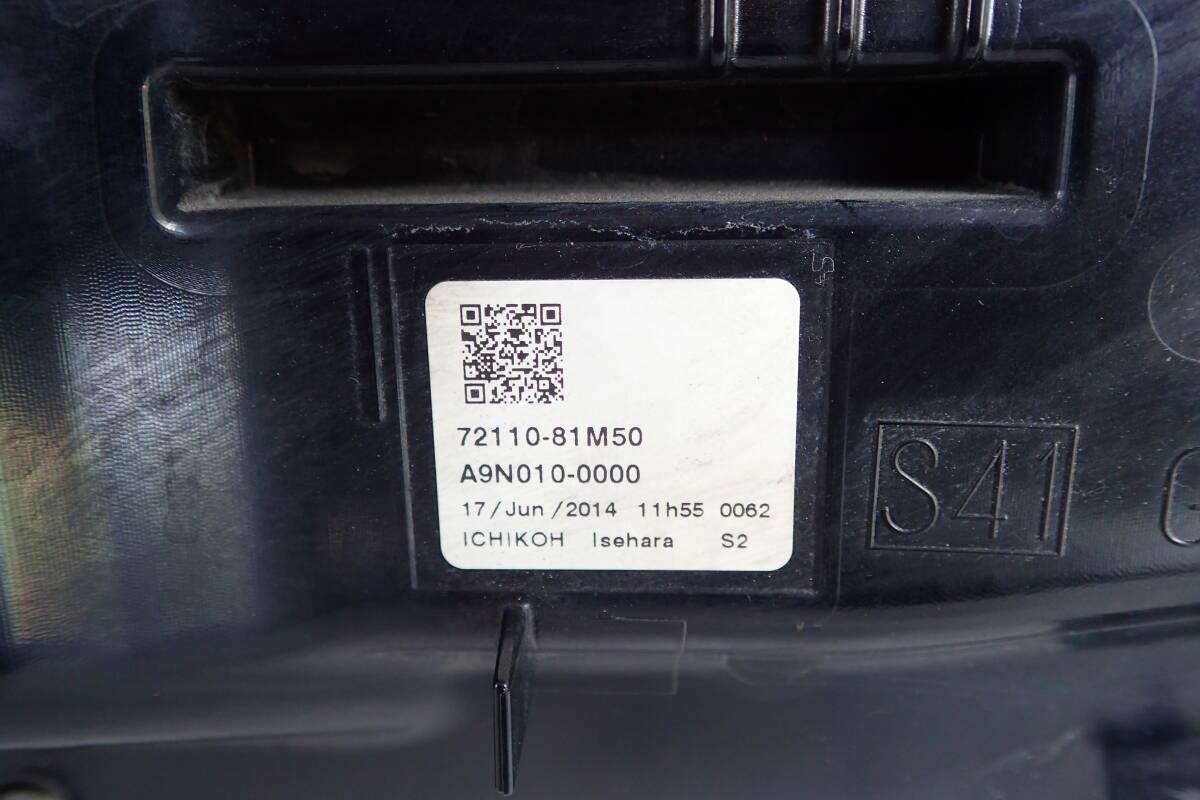 72110-81M50
A9N010-0000
17/Jun/2014 11h55 0062
ICHIKOH Isehara S2
S41